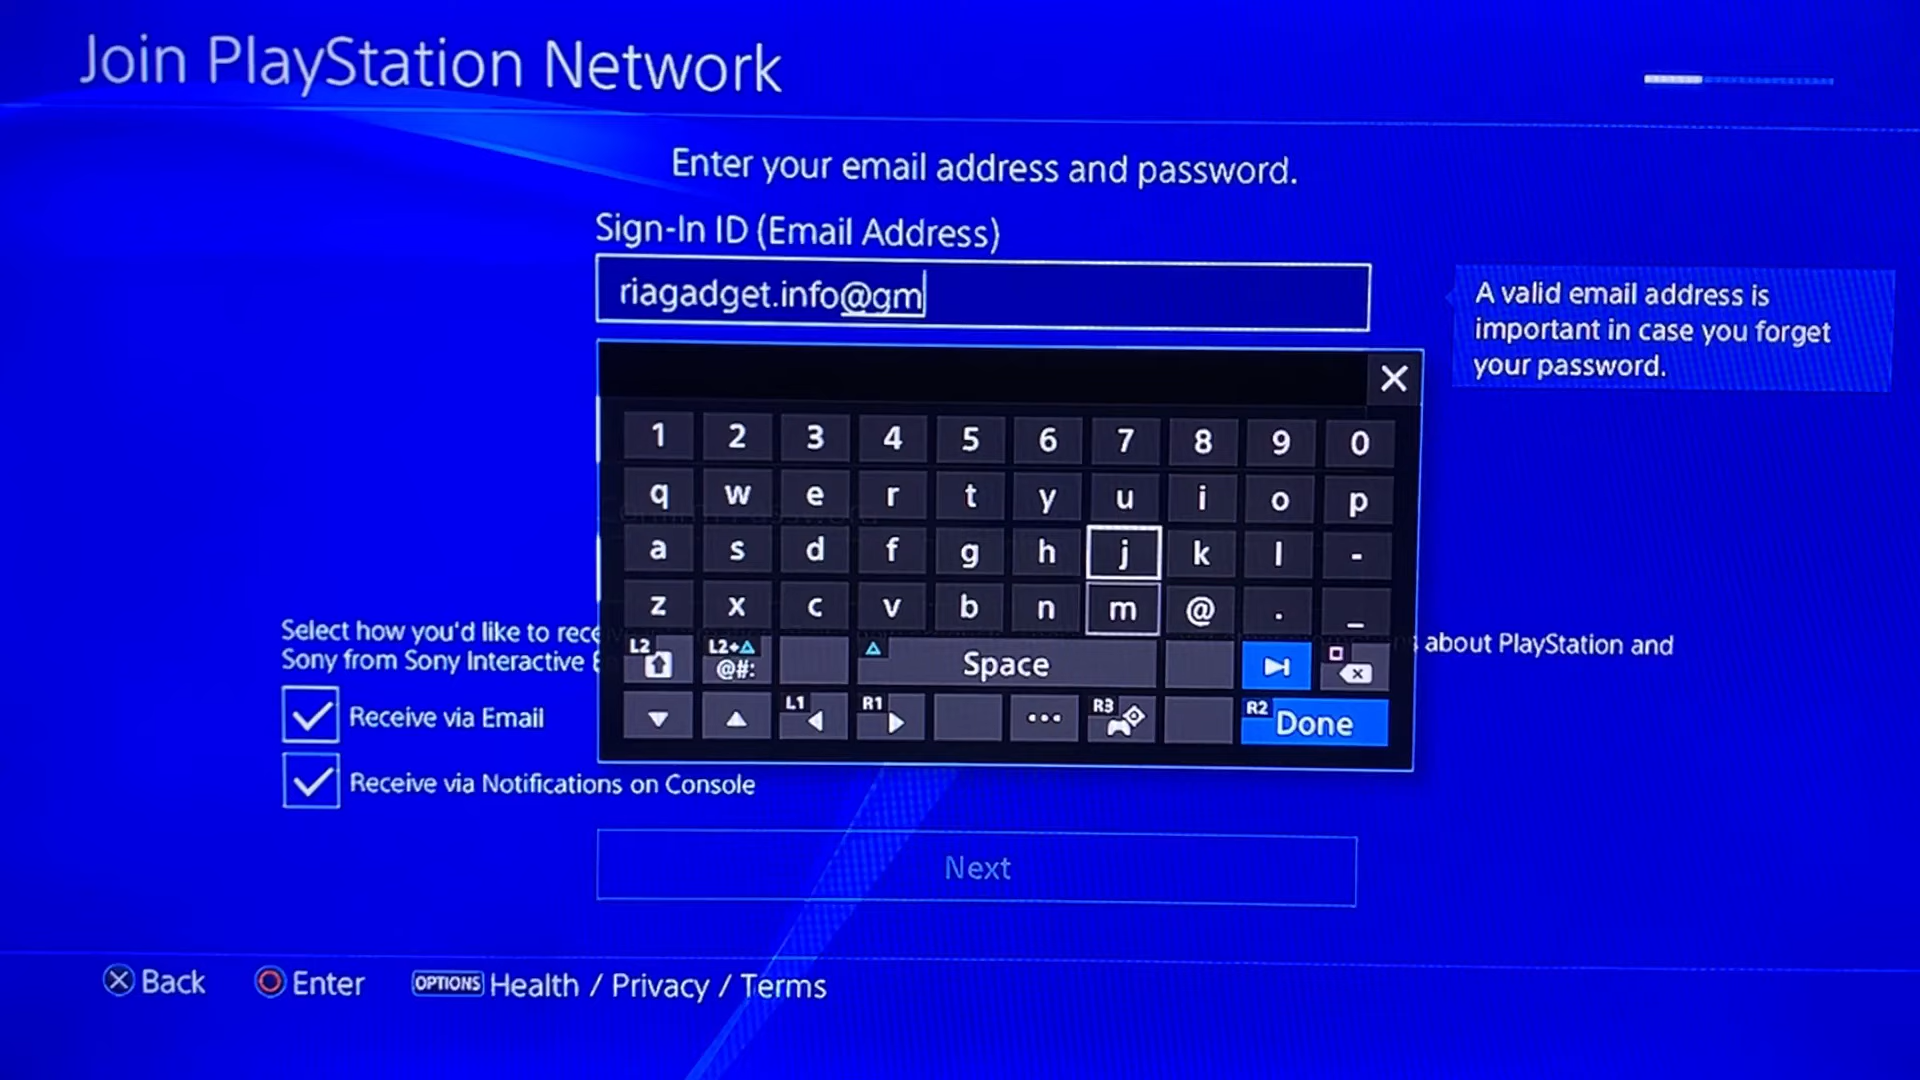 Join PlayStation Network
Enter your email address and password.
Sign-In ID (Email Address)
riagadget.info@gm
A valid email address is
important in case you forget
your password.
1 2 3 4 5 6 7 8 9 0
q w e r t y u i o p
a s d f g h j k l -
z x c v b n m @ . _
L2 L2+△ @#: △ Space □
L1 R1 ... R3 R2 Done
Select how you'd like to rece
about PlayStation and
Sony from Sony Interactive E
Receive via Email
Receive via Notifications on Console
Next
Back Enter OPTIONS Health / Privacy / Terms